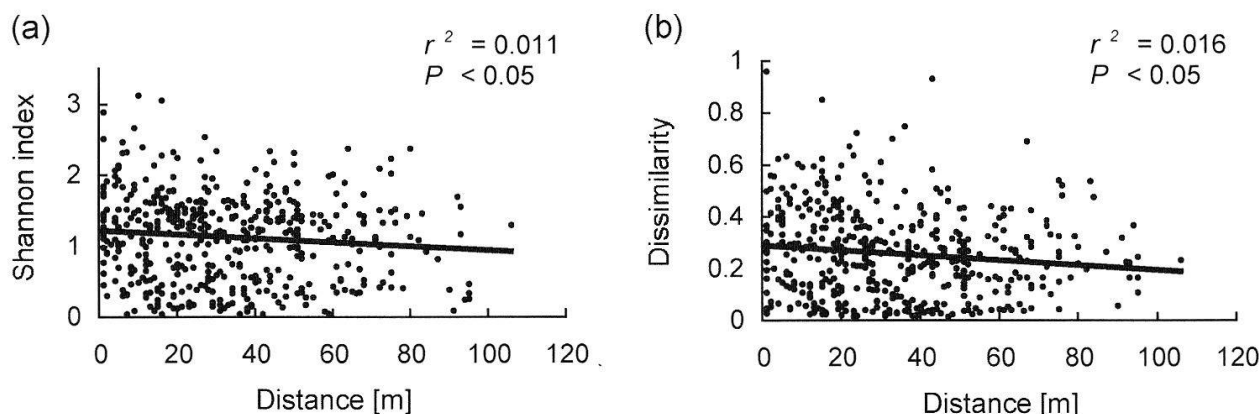 (a)
r² = 0.011
P < 0.05
Shannon index
3
2
1
0
0 20 40 60 80 100 120
Distance [m]
(b)
r² = 0.016
P < 0.05
Dissimilarity
1
0.8
0.6
0.4
0.2
0
0 20 40 60 80 100 120
Distance [m]